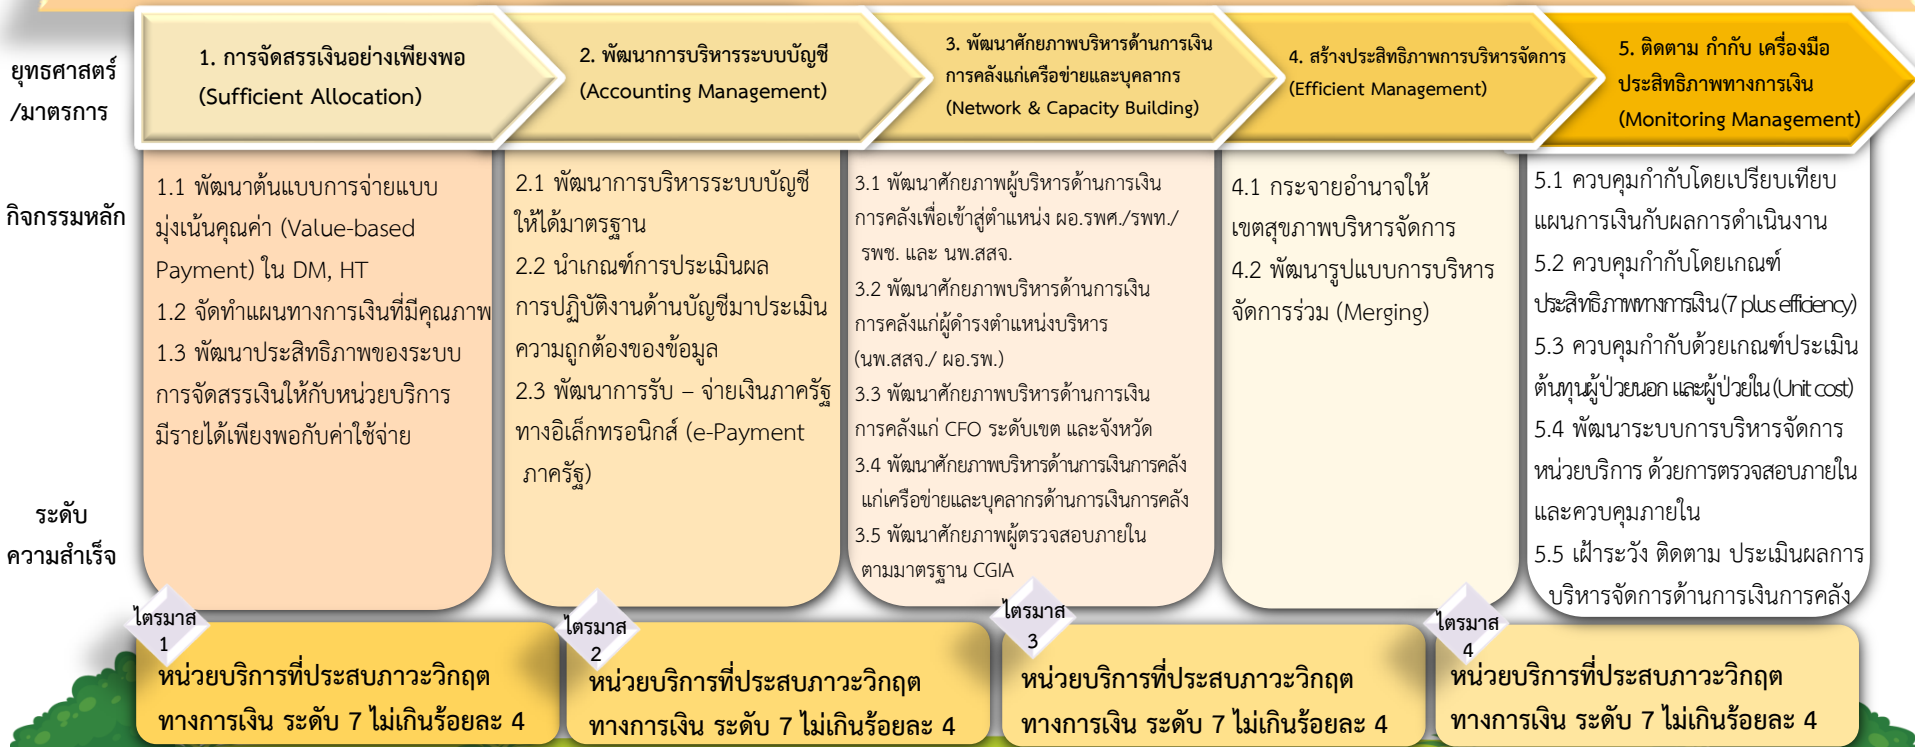 ยุทธศาสตร์
/มาตรการ
1. การจัดสรรเงินอย่างเพียงพอ
(Sufficient Allocation)
2. พัฒนาการบริหารระบบบัญชี
(Accounting Management)
3. พัฒนาศักยภาพบริหารด้านการเงิน
การคลังแก่เครือข่ายและบุคลากร
(Network & Capacity Building)
4. สร้างประสิทธิภาพการบริหารจัดการ
(Efficient Management)
5. ติดตาม กำกับ เครื่องมือ
ประสิทธิภาพทางการเงิน
(Monitoring Management)
กิจกรรมหลัก
1.1 พัฒนาต้นแบบการจ่ายแบบ
มุ่งเน้นคุณค่า (Value-based
Payment) ใน DM, HT
1.2 จัดทำแผนทางการเงินที่มีคุณภาพ
1.3 พัฒนาประสิทธิภาพของระบบ
การจัดสรรเงินให้กับหน่วยบริการ
มีรายได้เพียงพอกับค่าใช้จ่าย
2.1 พัฒนาการบริหารระบบบัญชี
ให้ได้มาตรฐาน
2.2 นำเกณฑ์การประเมินผล
การปฏิบัติงานด้านบัญชีมาประเมิน
ความถูกต้องของข้อมูล
2.3 พัฒนาการรับ – จ่ายเงินภาครัฐ
ทางอิเล็กทรอนิกส์ (e-Payment
ภาครัฐ)
3.1 พัฒนาศักยภาพผู้บริหารด้านการเงิน
การคลังเพื่อเข้าสู่ตำแหน่ง ผอ.รพศ./รพท./
รพช. และ นพ.สสจ.
3.2 พัฒนาศักยภาพบริหารด้านการเงิน
การคลังแก่ผู้ดำรงตำแหน่งบริหาร
(นพ.สสจ./ ผอ.รพ.)
3.3 พัฒนาศักยภาพบริหารด้านการเงิน
การคลังแก่ CFO ระดับเขต และจังหวัด
3.4 พัฒนาศักยภาพบริหารด้านการเงินการคลัง
แก่เครือข่ายและบุคลากรด้านการเงินการคลัง
3.5 พัฒนาศักยภาพผู้ตรวจสอบภายใน
ตามมาตรฐาน CGIA
4.1 กระจายอำนาจให้
เขตสุขภาพบริหารจัดการ
4.2 พัฒนารูปแบบการบริหาร
จัดการร่วม (Merging)
5.1 ควบคุมกำกับโดยเปรียบเทียบ
แผนการเงินกับผลการดำเนินงาน
5.2 ควบคุมกำกับโดยเกณฑ์
ประสิทธิภาพทางการเงิน (7 plus efficiency)
5.3 ควบคุมกำกับด้วยเกณฑ์ประเมิน
ต้นทุนผู้ป่วยนอก และผู้ป่วยใน (Unit cost)
5.4 พัฒนาระบบการบริหารจัดการ
หน่วยบริการ ด้วยการตรวจสอบภายใน
และควบคุมภายใน
5.5 เฝ้าระวัง ติดตาม ประเมินผลการ
บริหารจัดการด้านการเงินการคลัง
ระดับ
ความสำเร็จ
ไตรมาส
1
หน่วยบริการที่ประสบภาวะวิกฤต
ทางการเงิน ระดับ 7 ไม่เกินร้อยละ 4
ไตรมาส
2
หน่วยบริการที่ประสบภาวะวิกฤต
ทางการเงิน ระดับ 7 ไม่เกินร้อยละ 4
ไตรมาส
3
หน่วยบริการที่ประสบภาวะวิกฤต
ทางการเงิน ระดับ 7 ไม่เกินร้อยละ 4
ไตรมาส
4
หน่วยบริการที่ประสบภาวะวิกฤต
ทางการเงิน ระดับ 7 ไม่เกินร้อยละ 4